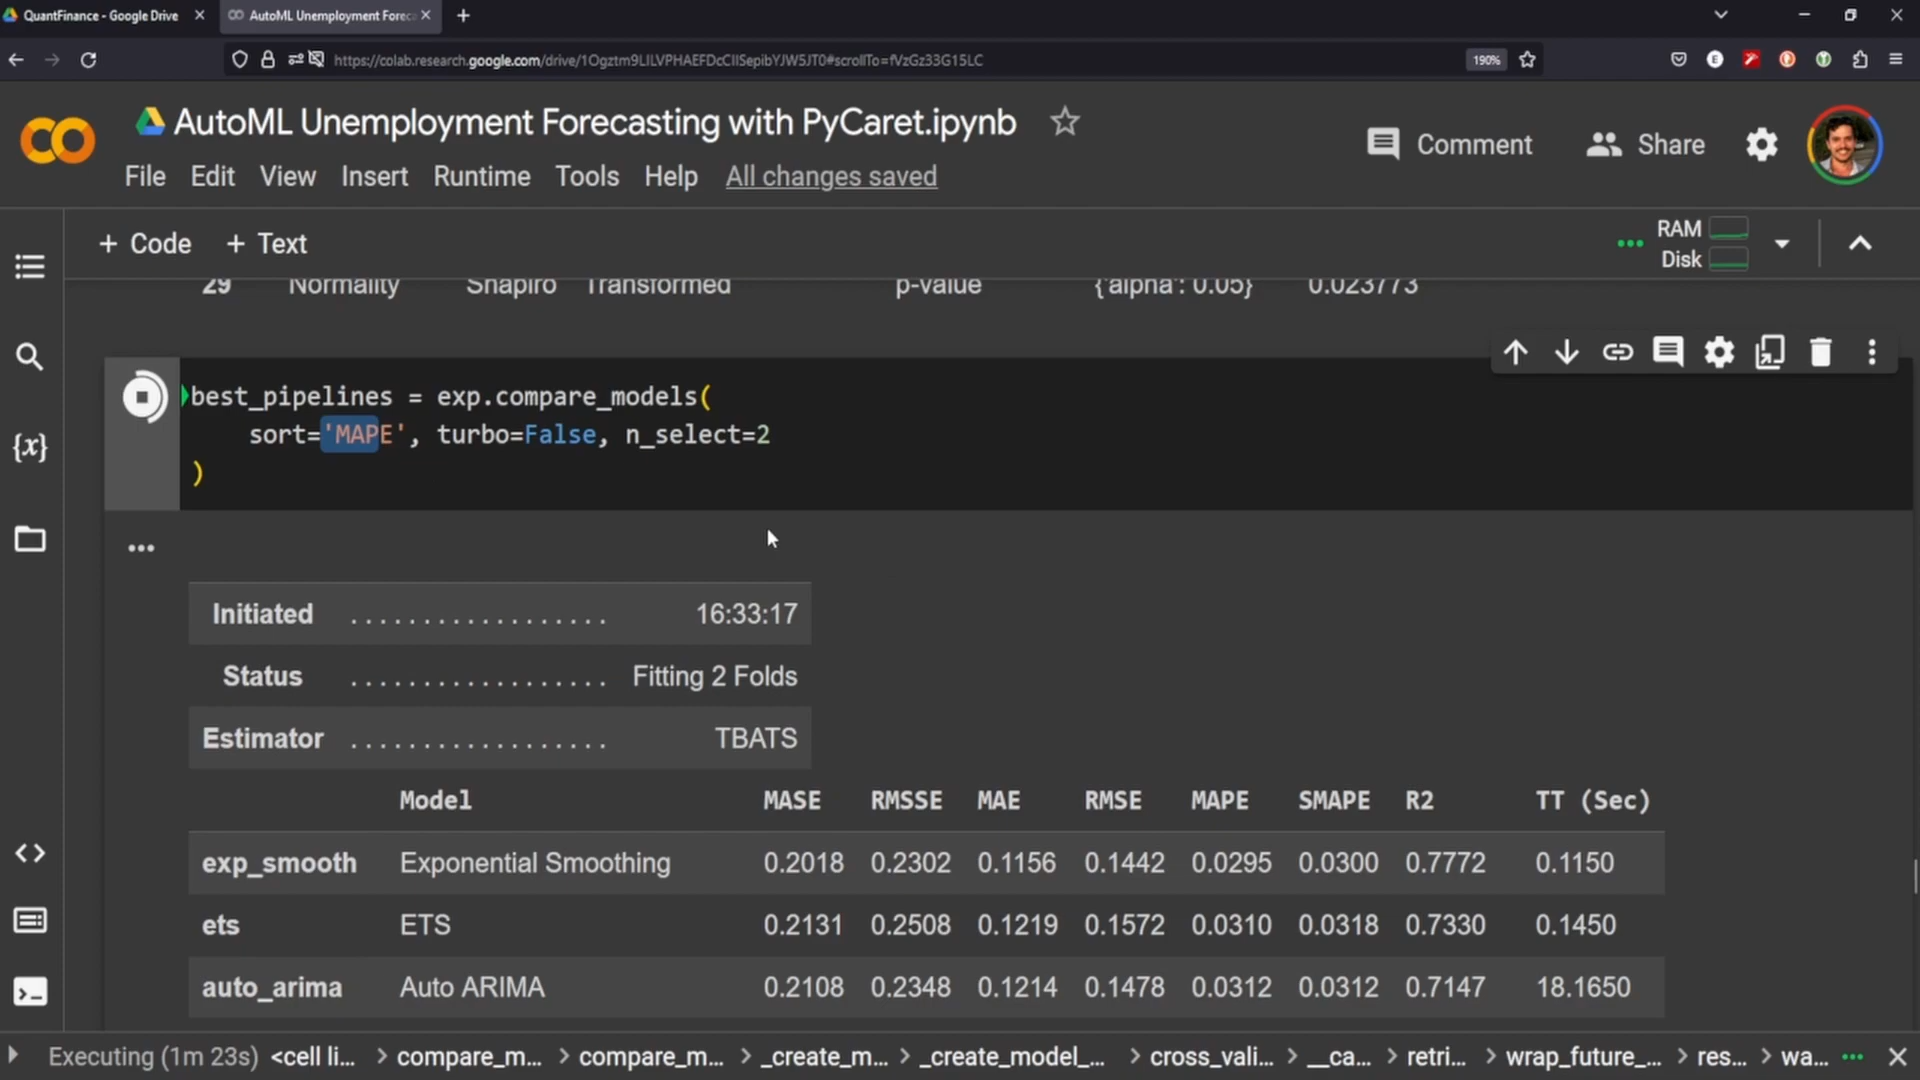 QuantFinance - Google Drive
AutoML Unemployment Foreca
https://colab.research.google.com/drive/1Ogztm9LILVPHAEFDcCIISepibYJW5JT0#scrollTo=fVzGz33G15LC
190%
E
AutoML Unemployment Forecasting with PyCaret.ipynb
Comment
Share
File Edit View Insert Runtime Tools Help All changes saved
+ Code + Text
RAM
Disk
29 Normality Shapiro Transformed p-value {'alpha': 0.05} 0.023773
best_pipelines = exp.compare_models(
sort='MAPE', turbo=False, n_select=2
)
{x}
Initiated . . . . . . . . . . . . . . . . . . 16:33:17
Status . . . . . . . . . . . . . . . . . . Fitting 2 Folds
Estimator . . . . . . . . . . . . . . . . . . TBATS
Model MASE RMSSE MAE RMSE MAPE SMAPE R2 TT (Sec)
exp_smooth Exponential Smoothing 0.2018 0.2302 0.1156 0.1442 0.0295 0.0300 0.7772 0.1150
ets ETS 0.2131 0.2508 0.1219 0.1572 0.0310 0.0318 0.7330 0.1450
auto_arima Auto ARIMA 0.2108 0.2348 0.1214 0.1478 0.0312 0.0312 0.7147 18.1650
Executing (1m 23s) <cell li... > compare_m... > compare_m... > _create_m... > _create_model_... > cross_vali... > __ca... > retri... > wrap_future_... > res... > wa...